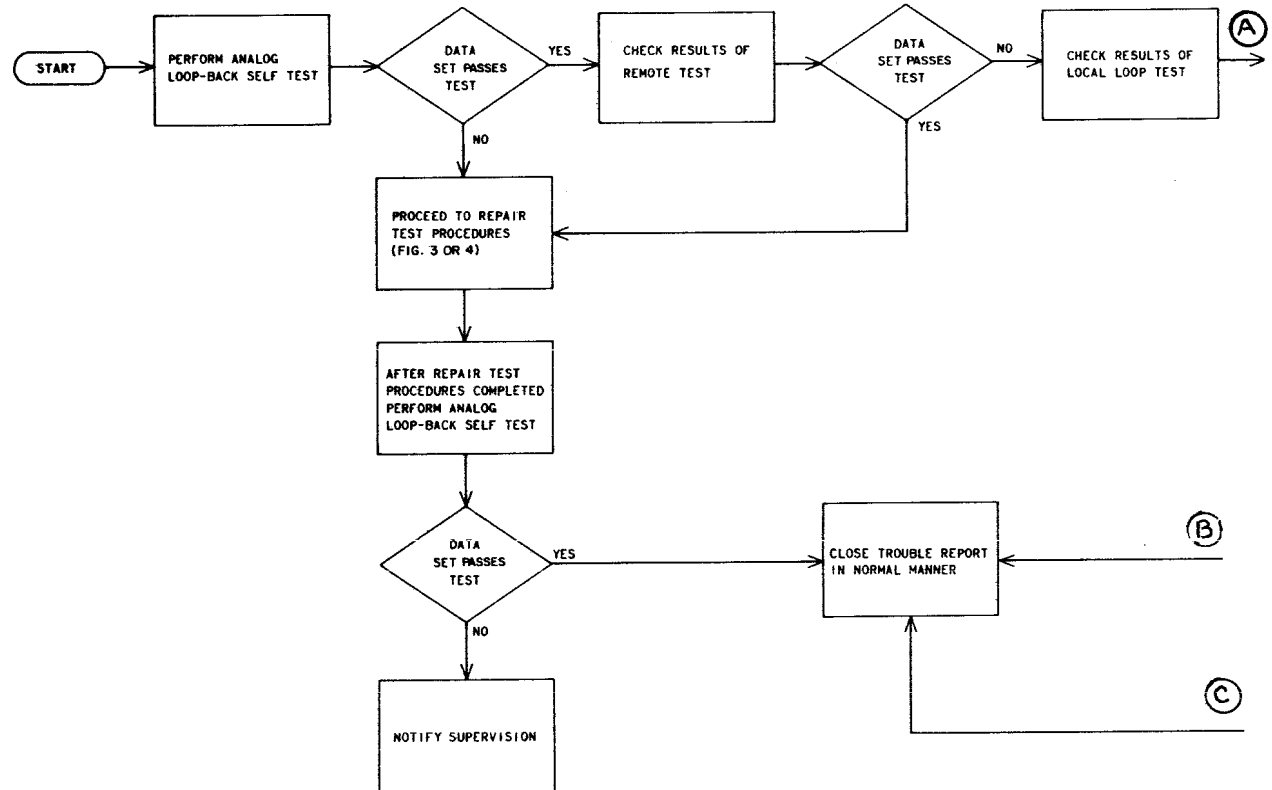 START
PERFORM ANALOG
LOOP-BACK SELF TEST
DATA
SET PASSES
TEST
YES
NO
CHECK RESULTS OF
REMOTE TEST
DATA
SET PASSES
TEST
NO
YES
CHECK RESULTS OF
LOCAL LOOP TEST
A
PROCEED TO REPAIR
TEST PROCEDURES
(FIG. 3 OR 4)
AFTER REPAIR TEST
PROCEDURES COMPLETED
PERFORM ANALOG
LOOP-BACK SELF TEST
DATA
SET PASSES
TEST
YES
NO
CLOSE TROUBLE REPORT
IN NORMAL MANNER
B
C
NOTIFY SUPERVISION